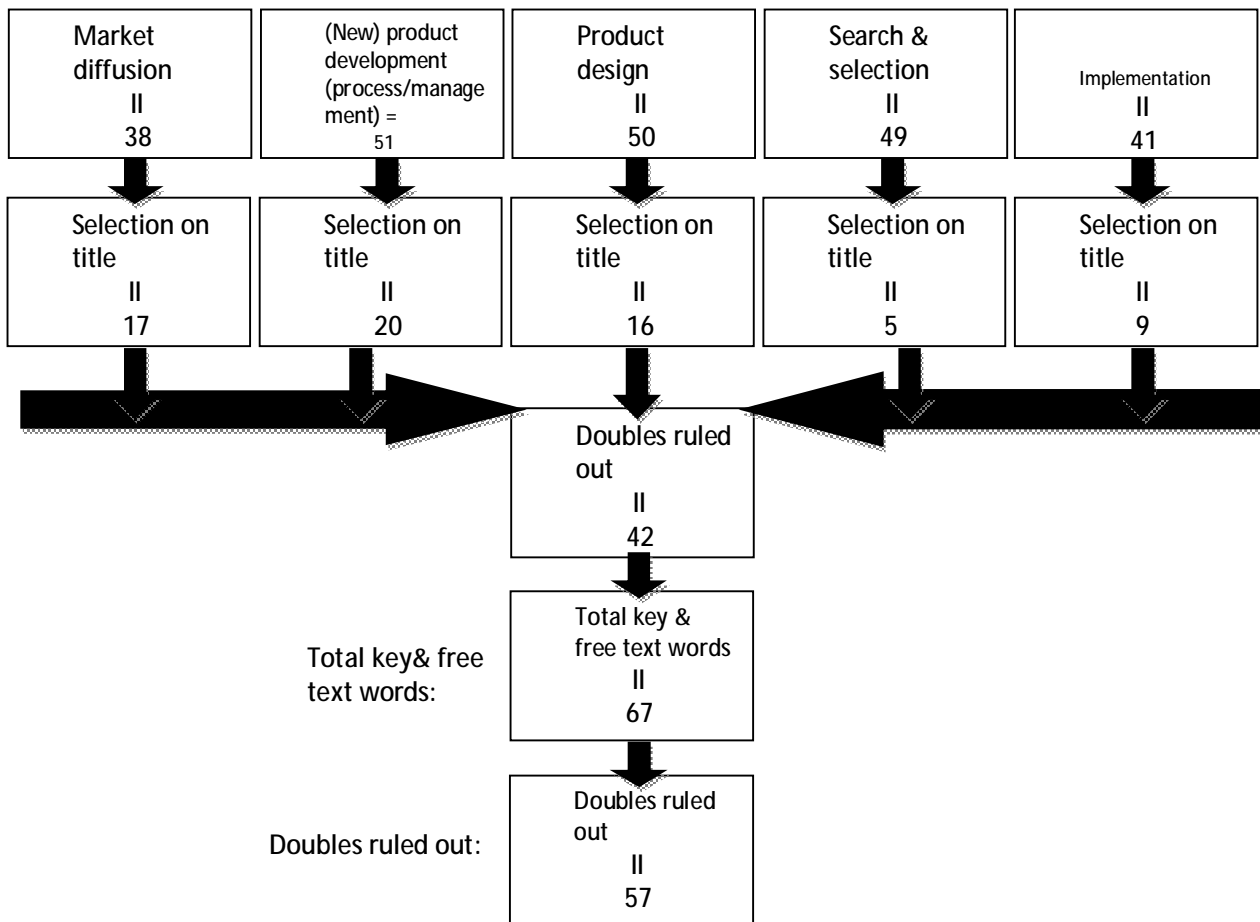 Market
diffusion
II
38
(New) product
development
(process/manage
ment) =
51
Product
design
II
50
Search &
selection
II
49
Implementation
II
41
Selection on
title
II
17
Selection on
title
II
20
Selection on
title
II
16
Selection on
title
II
5
Selection on
title
II
9
Doubles ruled
out
II
42
Total key& free
text words:
Total key &
free text words
II
67
Doubles ruled out:
Doubles ruled
out
II
57